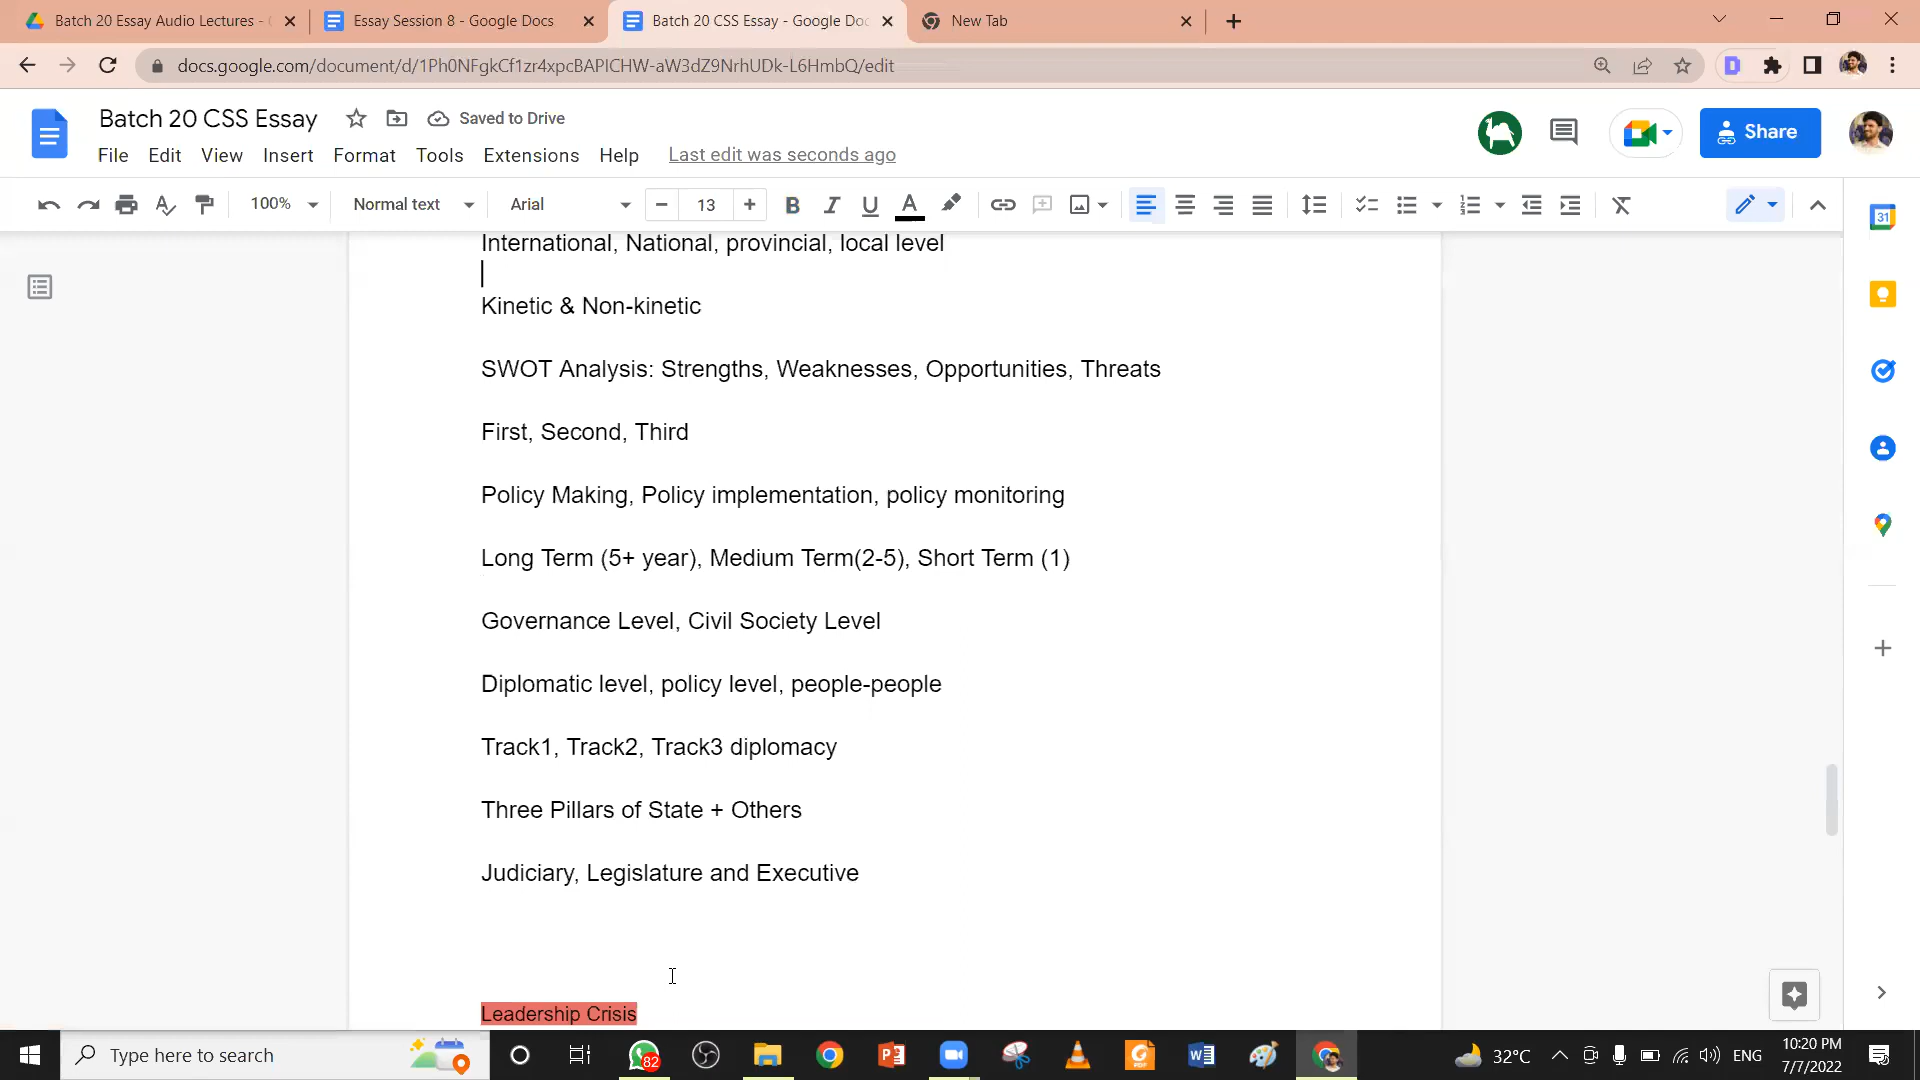 Batch 20 Essay Audio Lectures -
Essay Session 8 - Google Docs
Batch 20 CSS Essay - Google Doc
New Tab
docs.google.com/document/d/1Ph0NFgkCf1zr4xpcBAPlCHW-aW3dZ9NrhUDk-L6HmbQ/edit
Batch 20 CSS Essay
Saved to Drive
Share
File Edit View Insert Format Tools Extensions Help Last edit was seconds ago
100% Normal text Arial 13
International, National, provincial, local level
Kinetic & Non-kinetic
SWOT Analysis: Strengths, Weaknesses, Opportunities, Threats
First, Second, Third
Policy Making, Policy implementation, policy monitoring
Long Term (5+ year), Medium Term(2-5), Short Term (1)
Governance Level, Civil Society Level
Diplomatic level, policy level, people-people
Track1, Track2, Track3 diplomacy
Three Pillars of State + Others
Judiciary, Legislature and Executive
Leadership Crisis
Type here to search
82
32°C
ENG
10:20 PM
7/7/2022